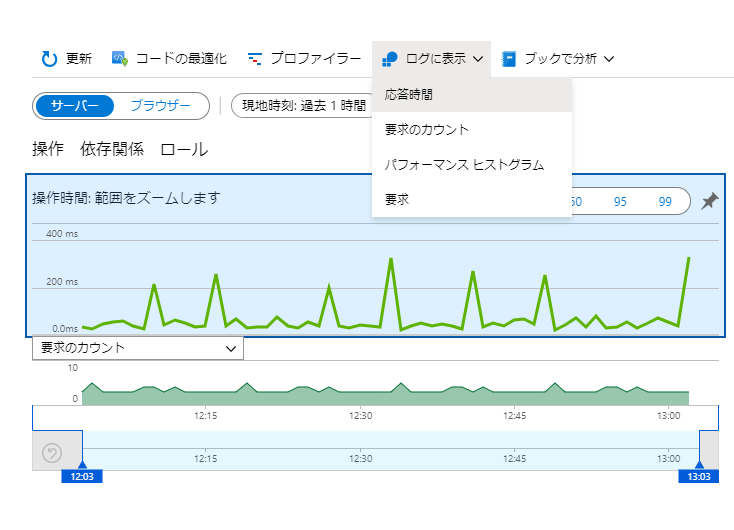 更新 コードの最適化 プロファイラー ログに表示 ブックで分析
サーバー ブラウザー 現地時刻: 過去 1 時間
応答時間
要求のカウント
パフォーマンス ヒストグラム
要求
操作 依存関係 ロール
操作時間: 範囲をズームします
50 95 99
400 ms
200 ms
0.0ms
要求のカウント
10
0
12:15 12:30 12:45 13:00
12:15 12:30 12:45 13:00
12:03 13:03